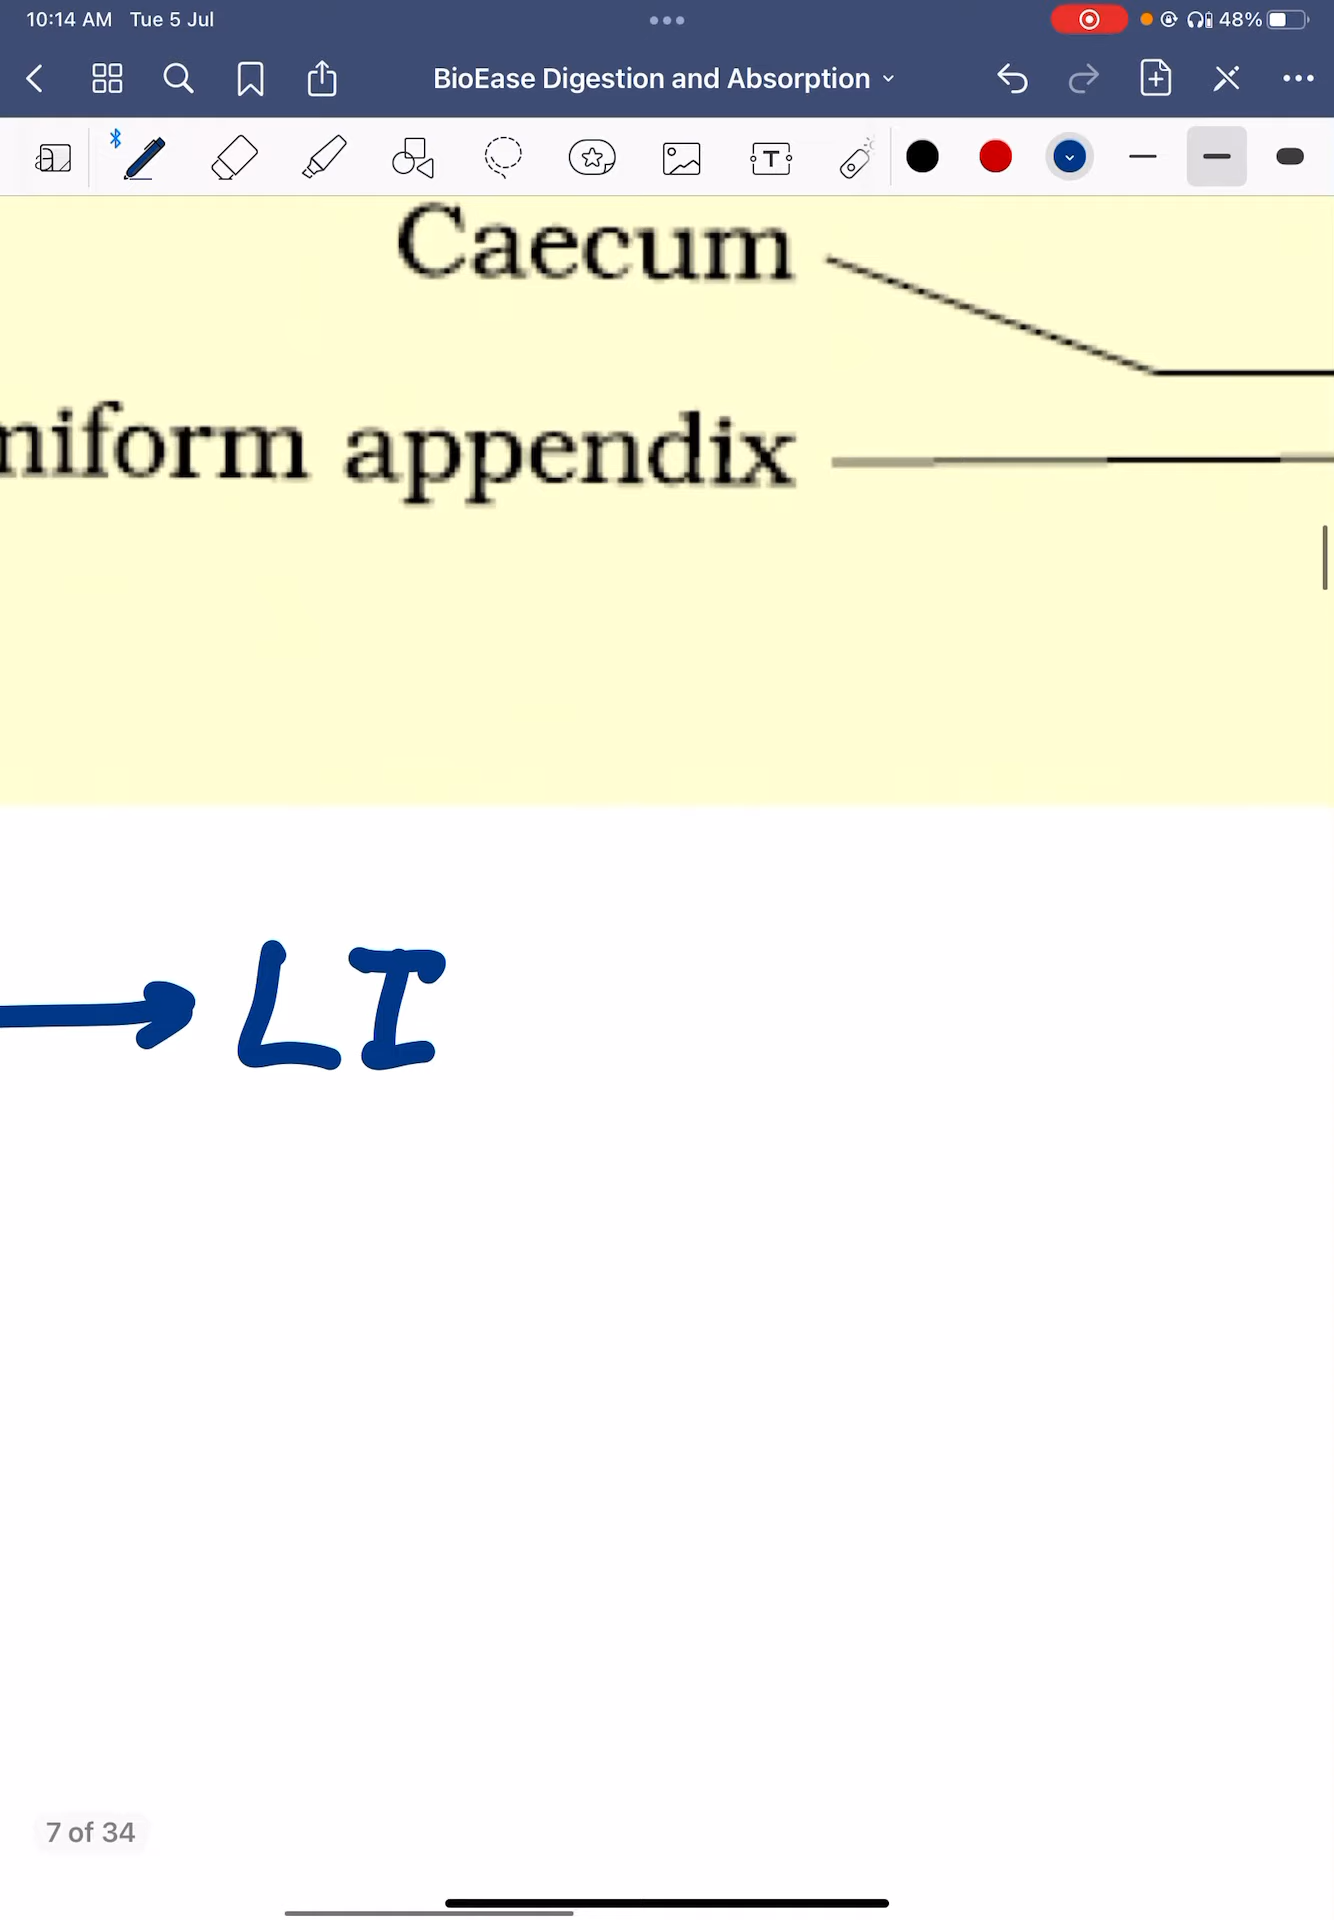 10:14 AM Tue 5 Jul
48%
BioEase Digestion and Absorption
T
Caecum
niform appendix
LI
7 of 34